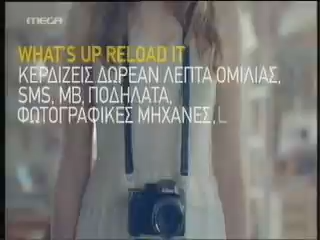 MEGA
WHAT'S UP RELOAD IT
ΚΕΡΔΙΖΕΙΣ ΔΩΡΕΑΝ ΛΕΠΤΑ ΟΜΙΛΙΑΣ,
SMS, MB, ΠΟΔΗΛΑΤΑ,
ΦΩΤΟΓΡΑΦΙΚΕΣ ΜΗΧΑΝΕΣ, L